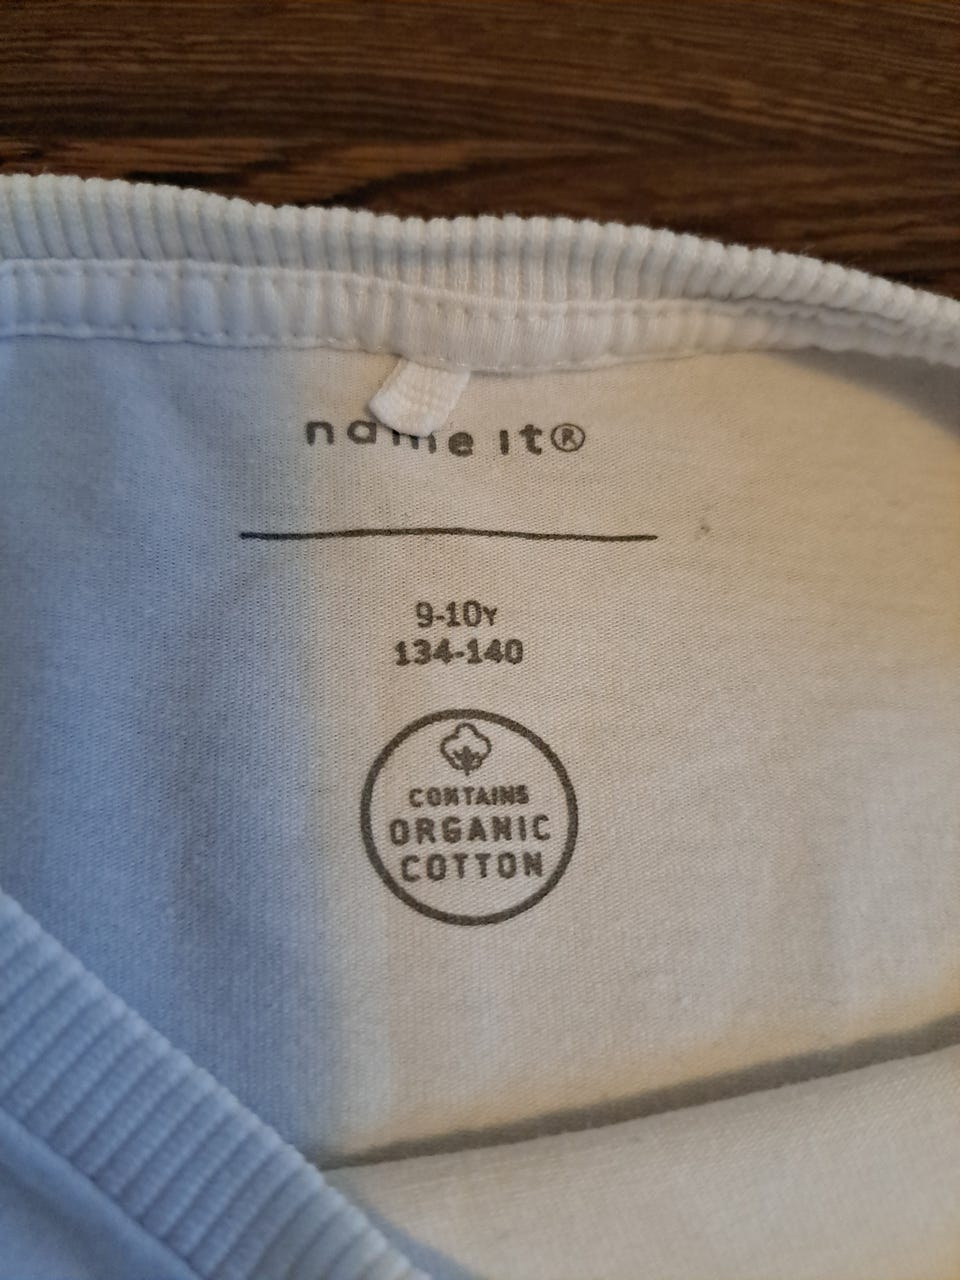 name it®
9-10Y
134-140
CONTAINS
ORGANIC
COTTON